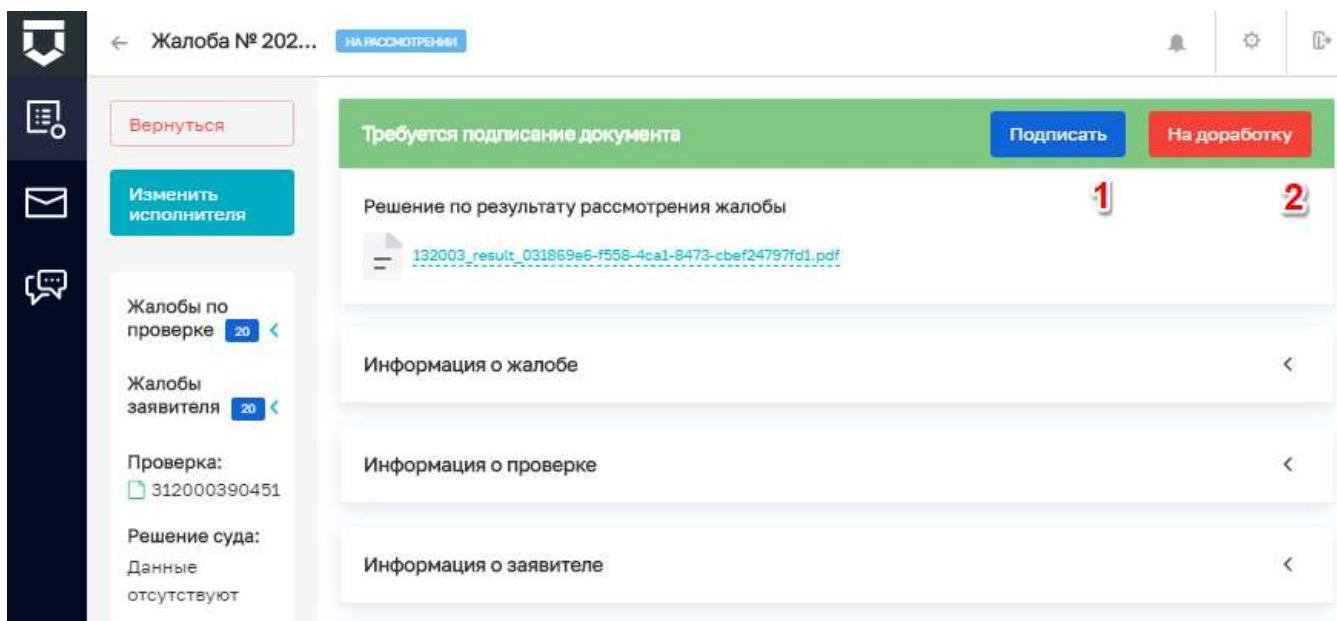 Жалоба № 202...
НА РАССМОТРЕНИИ
Вернуться
Изменить
исполнителя
Жалобы по
проверке 20
Жалобы
заявителя 20
Проверка:
312000390451
Решение суда:
Данные
отсутствуют
Требуется подписание документа
Подписать
На доработку
1
2
Решение по результату рассмотрения жалобы
132003_result_031869e6-f558-4ca1-8473-cbef24797fd1.pdf
Информация о жалобе
Информация о проверке
Информация о заявителе